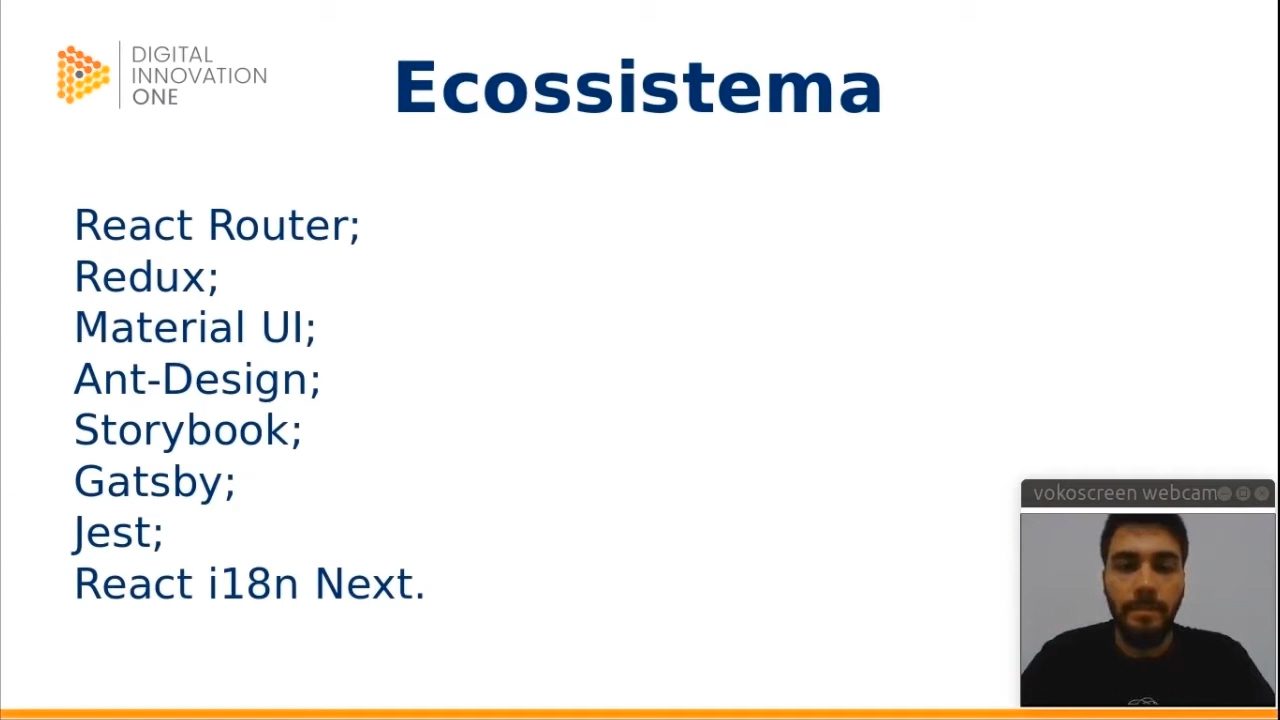 DIGITAL
INNOVATION
ONE
Ecossistema
React Router;
Redux;
Material UI;
Ant-Design;
Storybook;
Gatsby;
Jest;
React i18n Next.
vokoscreen webcam